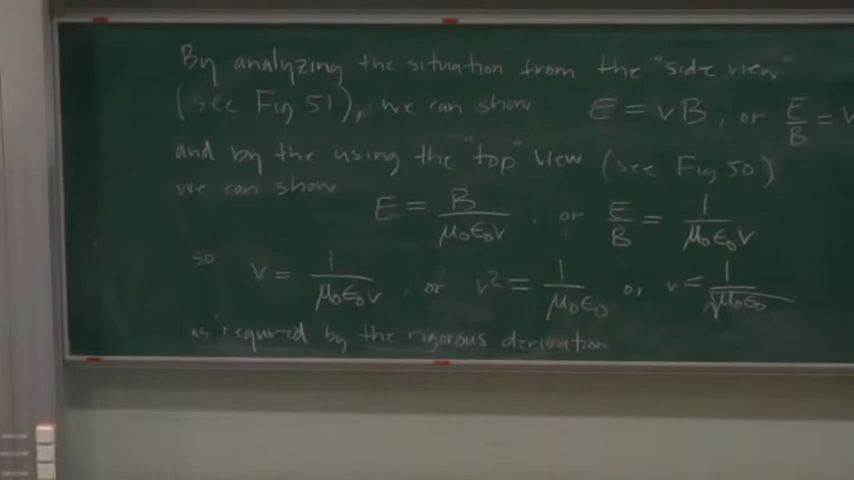 By analyzing the situation from the "side view"
(see Fig 51), we can show E = vB, or E/B = v
and by the using the "top" view (see Fig 50)
we can show
E = B/μ₀ε₀v, or E/B = 1/μ₀ε₀v
so v = 1/μ₀ε₀v, or v² = 1/μ₀ε₀ or v = 1/√μ₀ε₀
as required by the rigorous derivation